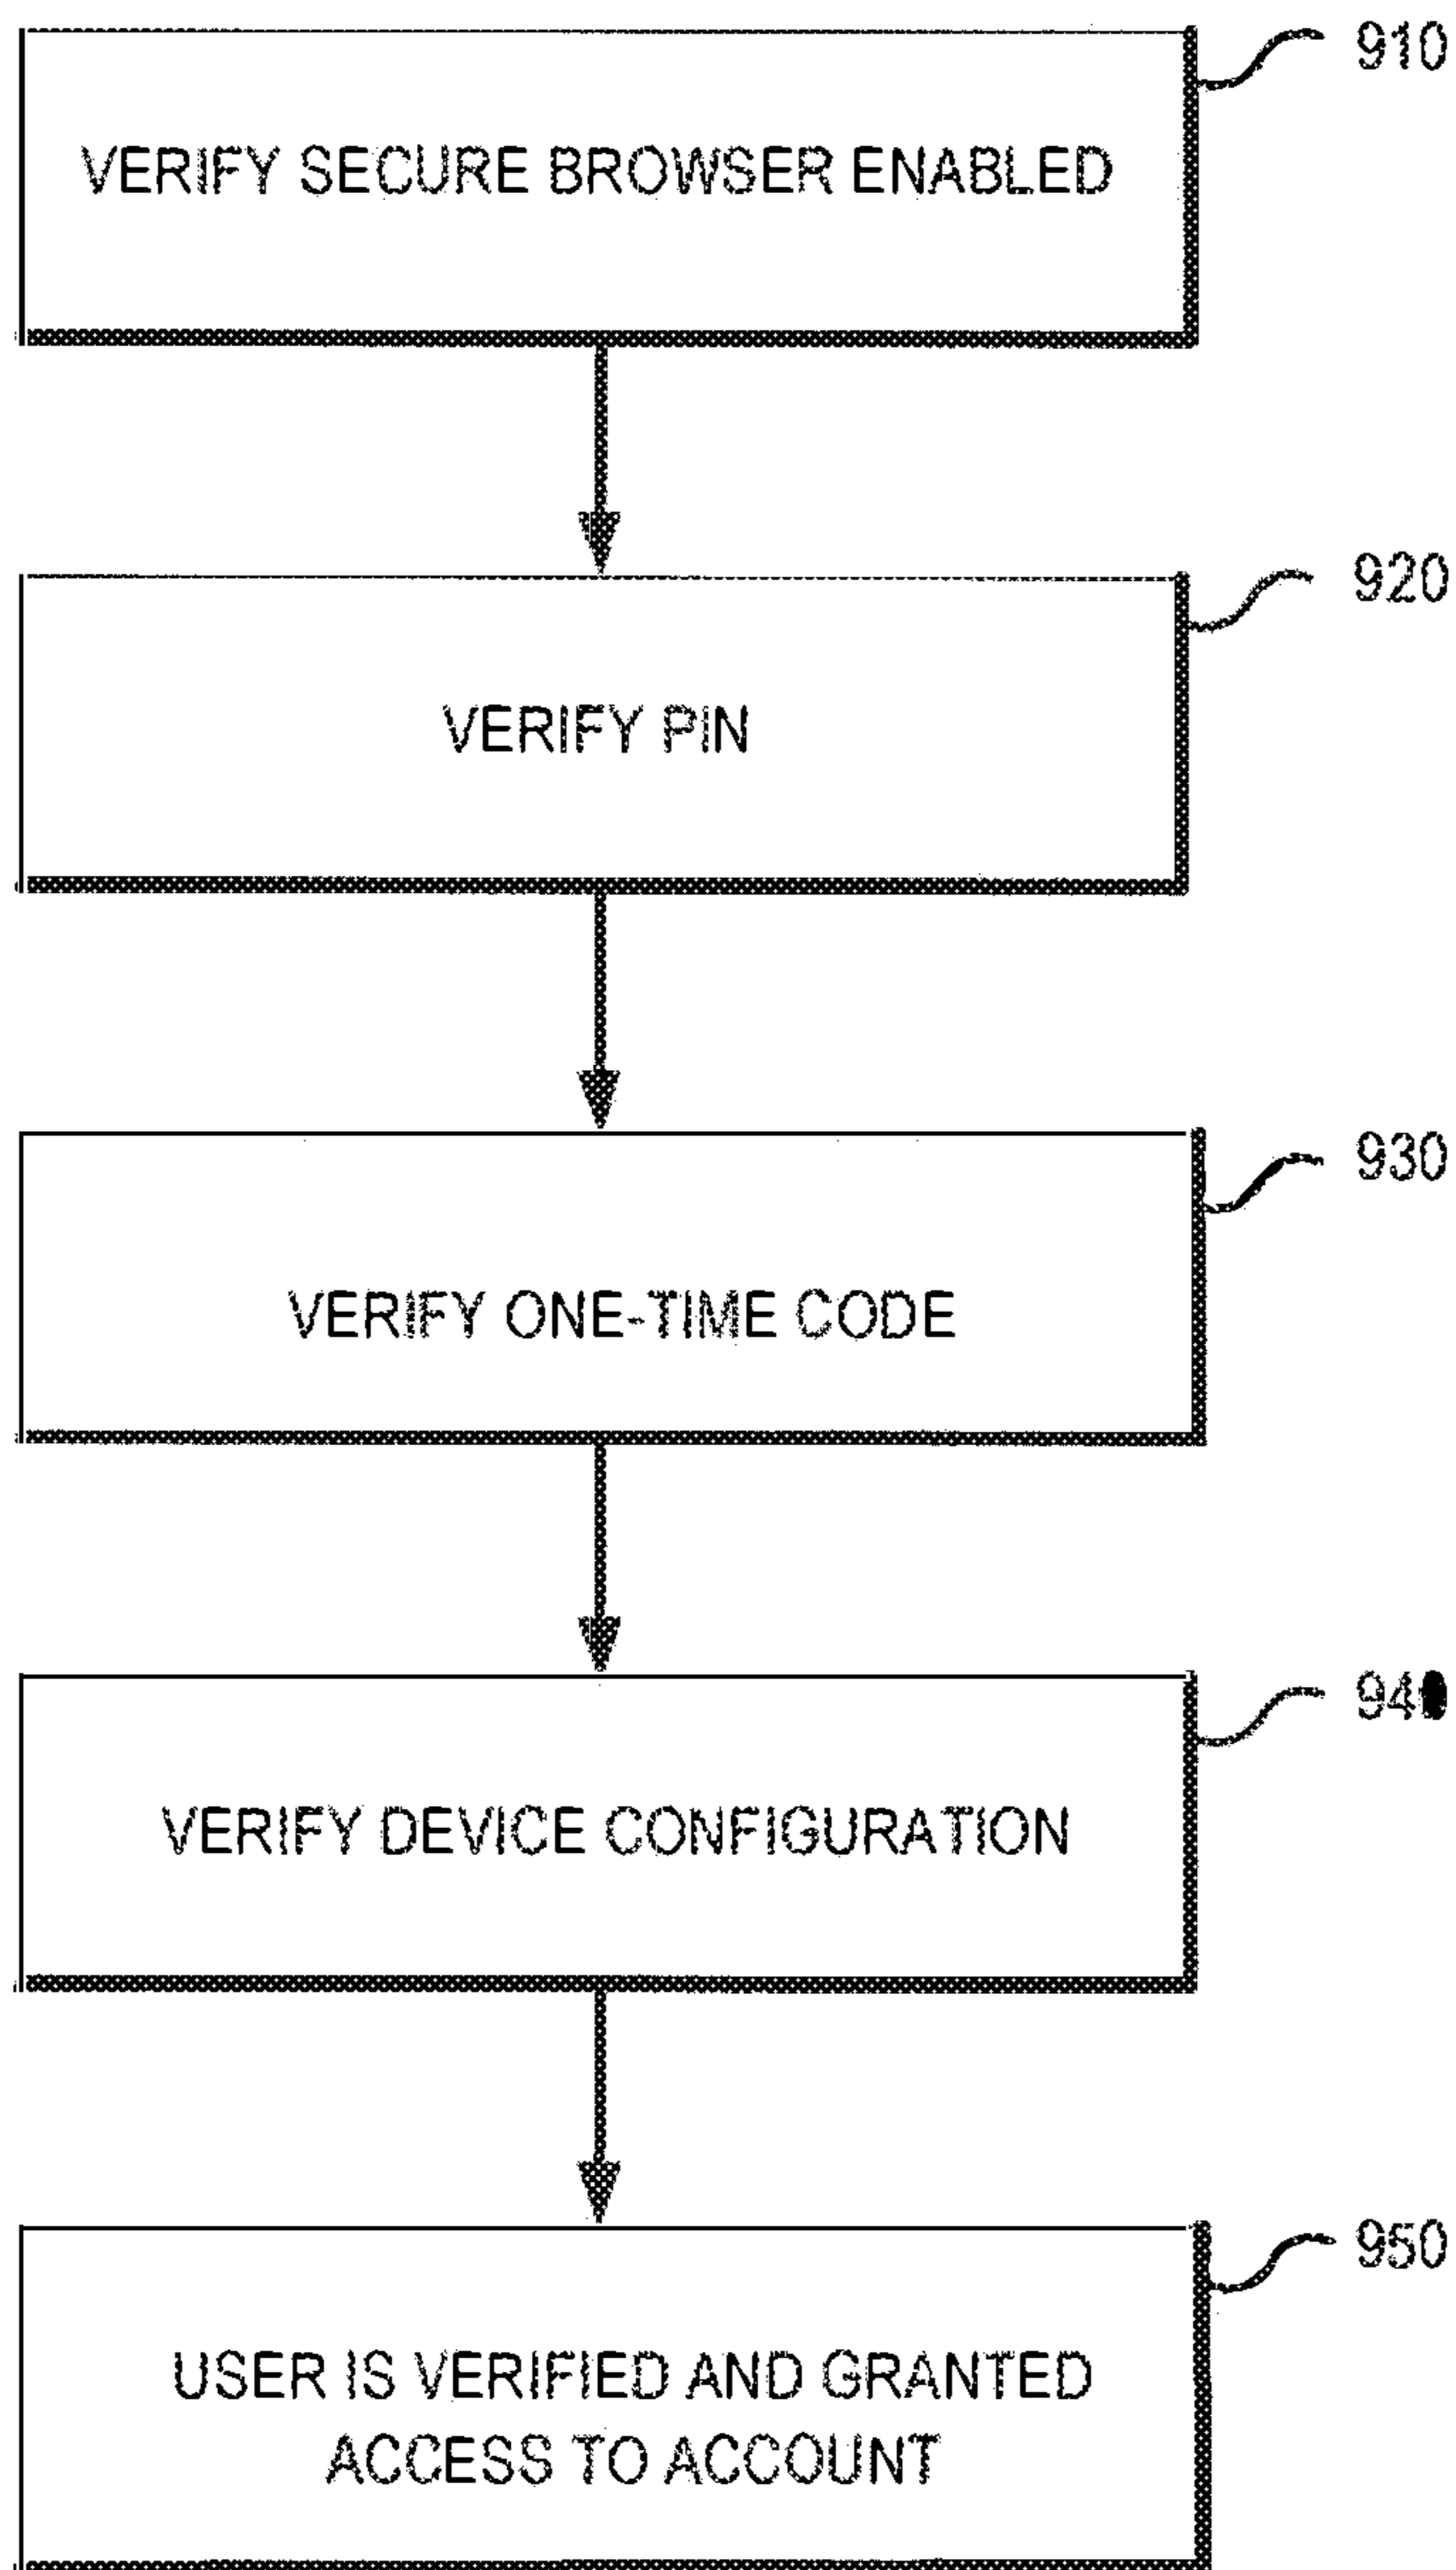 910
VERIFY SECURE BROWSER ENABLED
920
VERIFY PIN
930
VERIFY ONE-TIME CODE
940
VERIFY DEVICE CONFIGURATION
950
USER IS VERIFIED AND GRANTED
ACCESS TO ACCOUNT